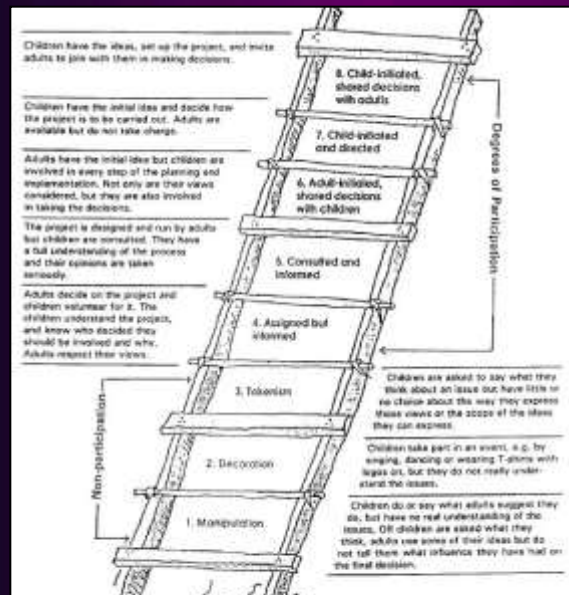 Children have the ideas, set up the project, and invite
adults to join with them in making decisions.
Children have the initial idea and decide how
the project is to be carried out. Adults are
available but do not take charge.
Adults have the initial idea but children are
involved in every step of the planning and
implementation. Not only are their views
considered, but they are also involved
in taking the decisions.
The project is designed and run by adults
but children are consulted. They have
a full understanding of the process
and their opinions are taken
seriously.
Adults decide on the project and
children volunteer for it. The
children understand the project,
and know who decided they
should be involved and why.
Adults respect their views.
8. Child-initiated,
shared decisions
with adults
7. Child-initiated
and directed
6. Adult-initiated,
shared decisions
with children
5. Consulted and
informed
4. Assigned but
informed
3. Tokenism
2. Decoration
1. Manipulation
Degrees of Participation
Non-participation
Children are asked to say what they
think about an issue but have little or
no choice about the way they express
those views or the scope of the ideas
they can express.
Children take part in an event, e.g. by
singing, dancing or wearing T-shirts with
logos on, but they do not really under-
stand the issues.
Children do or say what adults suggest they
do, but have no real understanding of the
issues, OR children are asked what they
think, adults use some of their ideas but do
not tell them what influence they have had on
the final decision.